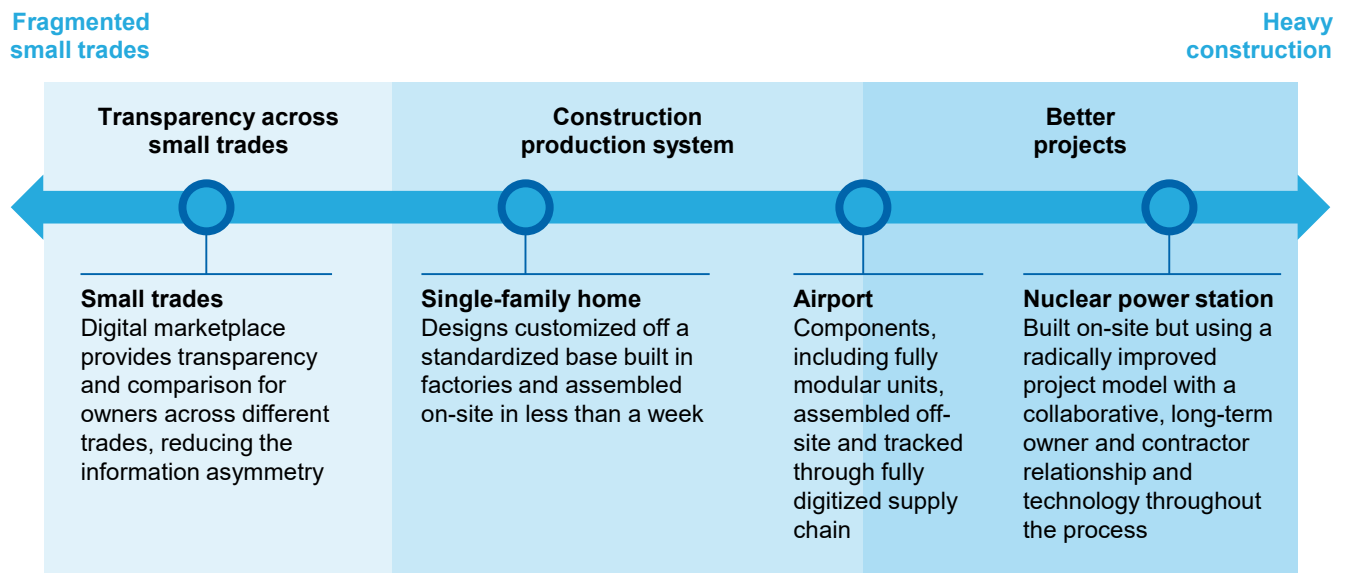 Fragmented
small trades
Heavy
construction
Transparency across
small trades
Construction
production system
Better
projects
Small trades
Digital marketplace
provides transparency
and comparison for
owners across different
trades, reducing the
information asymmetry
Single-family home
Designs customized off a
standardized base built in
factories and assembled
on-site in less than a week
Airport
Components,
including fully
modular units,
assembled off-
site and tracked
through fully
digitized supply
chain
Nuclear power station
Built on-site but using a
radically improved
project model with a
collaborative, long-term
owner and contractor
relationship and
technology throughout
the process